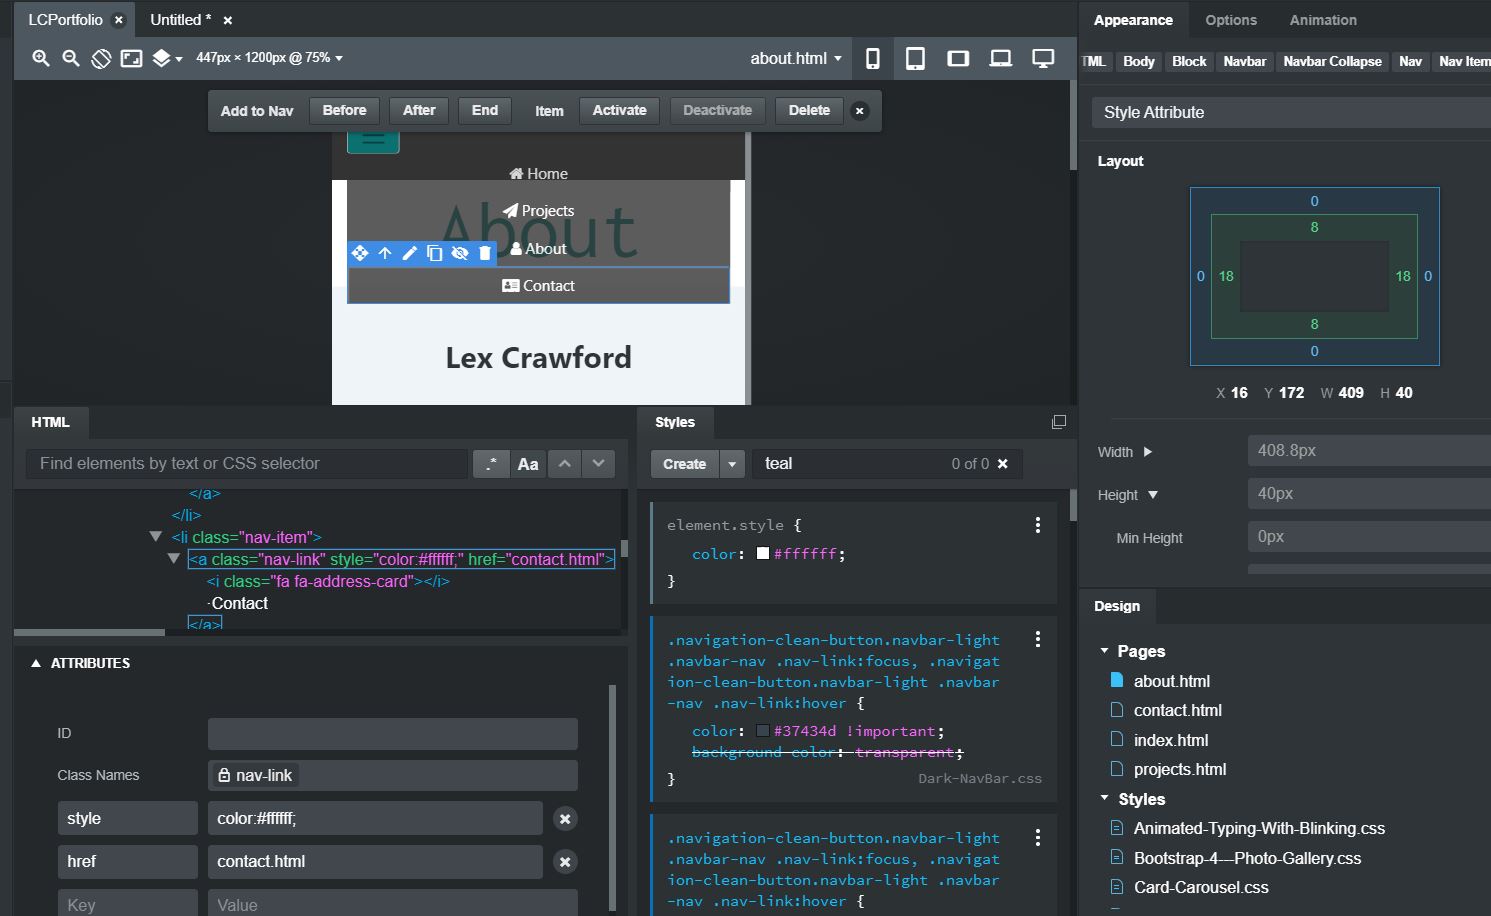 LCPortfolio
Untitled *
Appearance
Options
Animation
447px × 1200px @ 75%
about.html
TML
Body
Block
Navbar
Navbar Collapse
Nav
Nav Item
Add to Nav
Before
After
End
Item
Activate
Deactivate
Delete
Style Attribute
Layout
Home
Projects
About
About
Contact
Lex Crawford
0
8
0
18
18
0
8
0
X 16 Y 172 W 409 H 40
Width
408.8px
Height
40px
Min Height
0px
HTML
Find elements by text or CSS selector
.*
Aa
</a>
</li>
<li class="nav-item">
<a class="nav-link" style="color:#ffffff;" href="contact.html">
<i class="fa fa-address-card"></i>
·Contact
</a>
ATTRIBUTES
ID
Class Names
nav-link
style
color:#ffffff;
href
contact.html
Key
Value
Styles
Create
teal
0 of 0
element.style {
color: #ffffff;
}
.navigation-clean-button.navbar-light
.navbar-nav .nav-link:focus, .navigat
ion-clean-button.navbar-light .navbar
-nav .nav-link:hover {
color: #37434d !important;
background-color: transparent;
}
Dark-NavBar.css
.navigation-clean-button.navbar-light
.navbar-nav .nav-link:focus, .navigat
ion-clean-button.navbar-light .navbar
-nav .nav-link:hover {
Design
Pages
about.html
contact.html
index.html
projects.html
Styles
Animated-Typing-With-Blinking.css
Bootstrap-4---Photo-Gallery.css
Card-Carousel.css